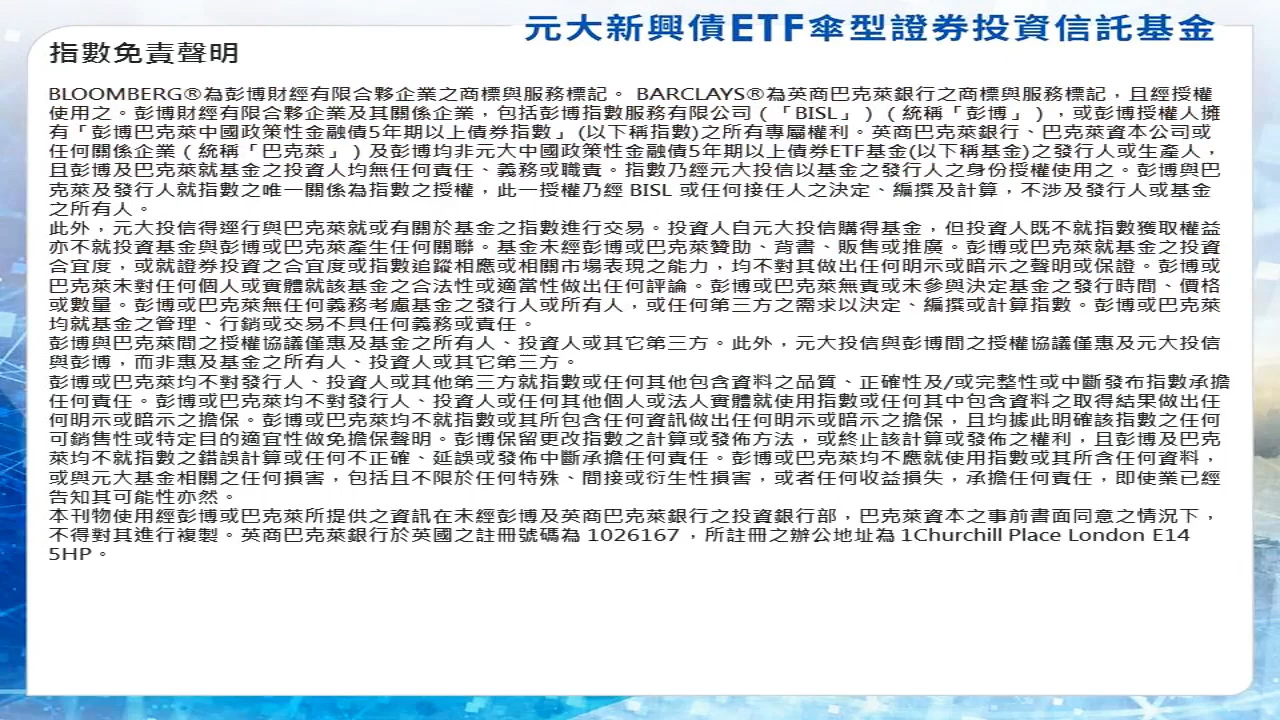 元大新興債ETF傘型證券投資信託基金
指數免責聲明
BLOOMBERG®為彭博財經有限合夥企業之商標與服務標記。 BARCLAYS®為英商巴克萊銀行之商標與服務標記，且經授權
使用之。彭博財經有限合夥企業及其關係企業，包括彭博指數服務有限公司（「BISL」）（統稱「彭博」），或彭博授權人擁
有「彭博巴克萊中國政策性金融債5年期以上債券指數」(以下稱指數)之所有專屬權利。英商巴克萊銀行、巴克萊資本公司或
任何關係企業（統稱「巴克萊」）及彭博均非元大中國政策性金融債5年期以上債券ETF基金(以下稱基金)之發行人或生產人，
且彭博及巴克萊就基金之投資人均無任何責任、義務或職責。指數乃經元大投信以基金之發行人之身份授權使用之。彭博與巴
克萊及發行人就指數之唯一關係為指數之授權，此一授權乃經 BISL 或任何接任人之決定、編撰及計算，不涉及發行人或基金
之所有人。
此外，元大投信得逕行與巴克萊就或有關於基金之指數進行交易。投資人自元大投信購得基金，但投資人既不就指數獲取權益
亦不就投資基金與彭博或巴克萊產生任何關聯。基金未經彭博或巴克萊贊助、背書、販售或推廣。彭博或巴克萊就基金之投資
合宜度，或就證券投資之合宜度或指數追蹤相應或相關市場表現之能力，均不對其做出任何明示或暗示之聲明或保證。彭博或
巴克萊未對任何個人或實體就該基金之合法性或適當性做出任何評論。彭博或巴克萊無責或未參與決定基金之發行時間、價格
或數量。彭博或巴克萊無任何義務考慮基金之發行人或所有人，或任何第三方之需求以決定、編撰或計算指數。彭博或巴克萊
均就基金之管理、行銷或交易不具任何義務或責任。
彭博與巴克萊間之授權協議僅惠及基金之所有人、投資人或其它第三方。此外，元大投信與彭博間之授權協議僅惠及元大投信
與彭博，而非惠及基金之所有人、投資人或其它第三方。
彭博或巴克萊均不對發行人、投資人或其他第三方就指數或任何其他包含資料之品質、正確性及/或完整性或中斷發布指數承擔
任何責任。彭博或巴克萊均不對發行人、投資人或任何其他個人或法人實體就使用指數或任何其中包含資料之取得結果做出任
何明示或暗示之擔保。彭博或巴克萊均不就指數或其所包含任何資訊做出任何明示或暗示之擔保，且均據此明確該指數之任何
可銷售性或特定目的適宜性做免擔保聲明。彭博保留更改指數之計算或發佈方法，或終止該計算或發佈之權利，且彭博及巴克
萊均不就指數之錯誤計算或任何不正確、延誤或發佈中斷承擔任何責任。彭博或巴克萊均不應就使用指數或其所含任何資料，
或與元大基金相關之任何損害，包括且不限於任何特殊、間接或衍生性損害，或者任何收益損失，承擔任何責任，即使業已經
告知其可能性亦然。
本刊物使用經彭博或巴克萊所提供之資訊在未經彭博及英商巴克萊銀行之投資銀行部，巴克萊資本之事前書面同意之情況下，
不得對其進行複製。英商巴克萊銀行於英國之註冊號碼為 1026167 ，所註冊之辦公地址為 1Churchill Place London E14
5HP。